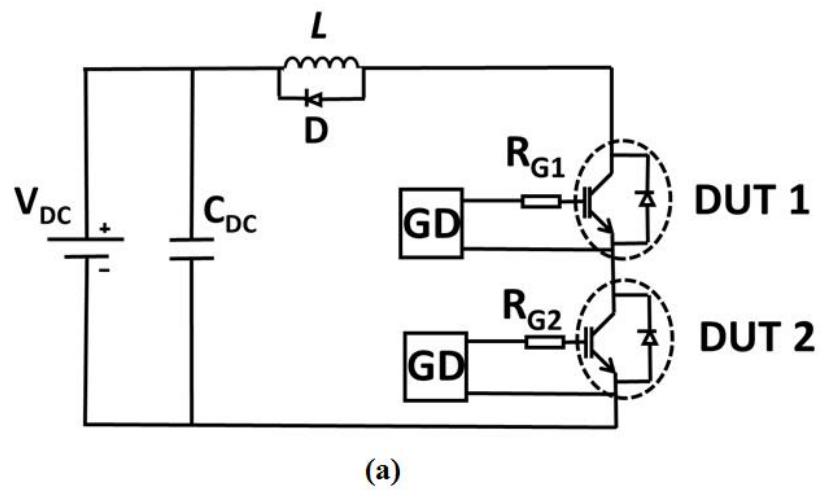 L
D
R_G1
V_DC
+
−
C_DC
GD
DUT 1
R_G2
GD
DUT 2
(a)